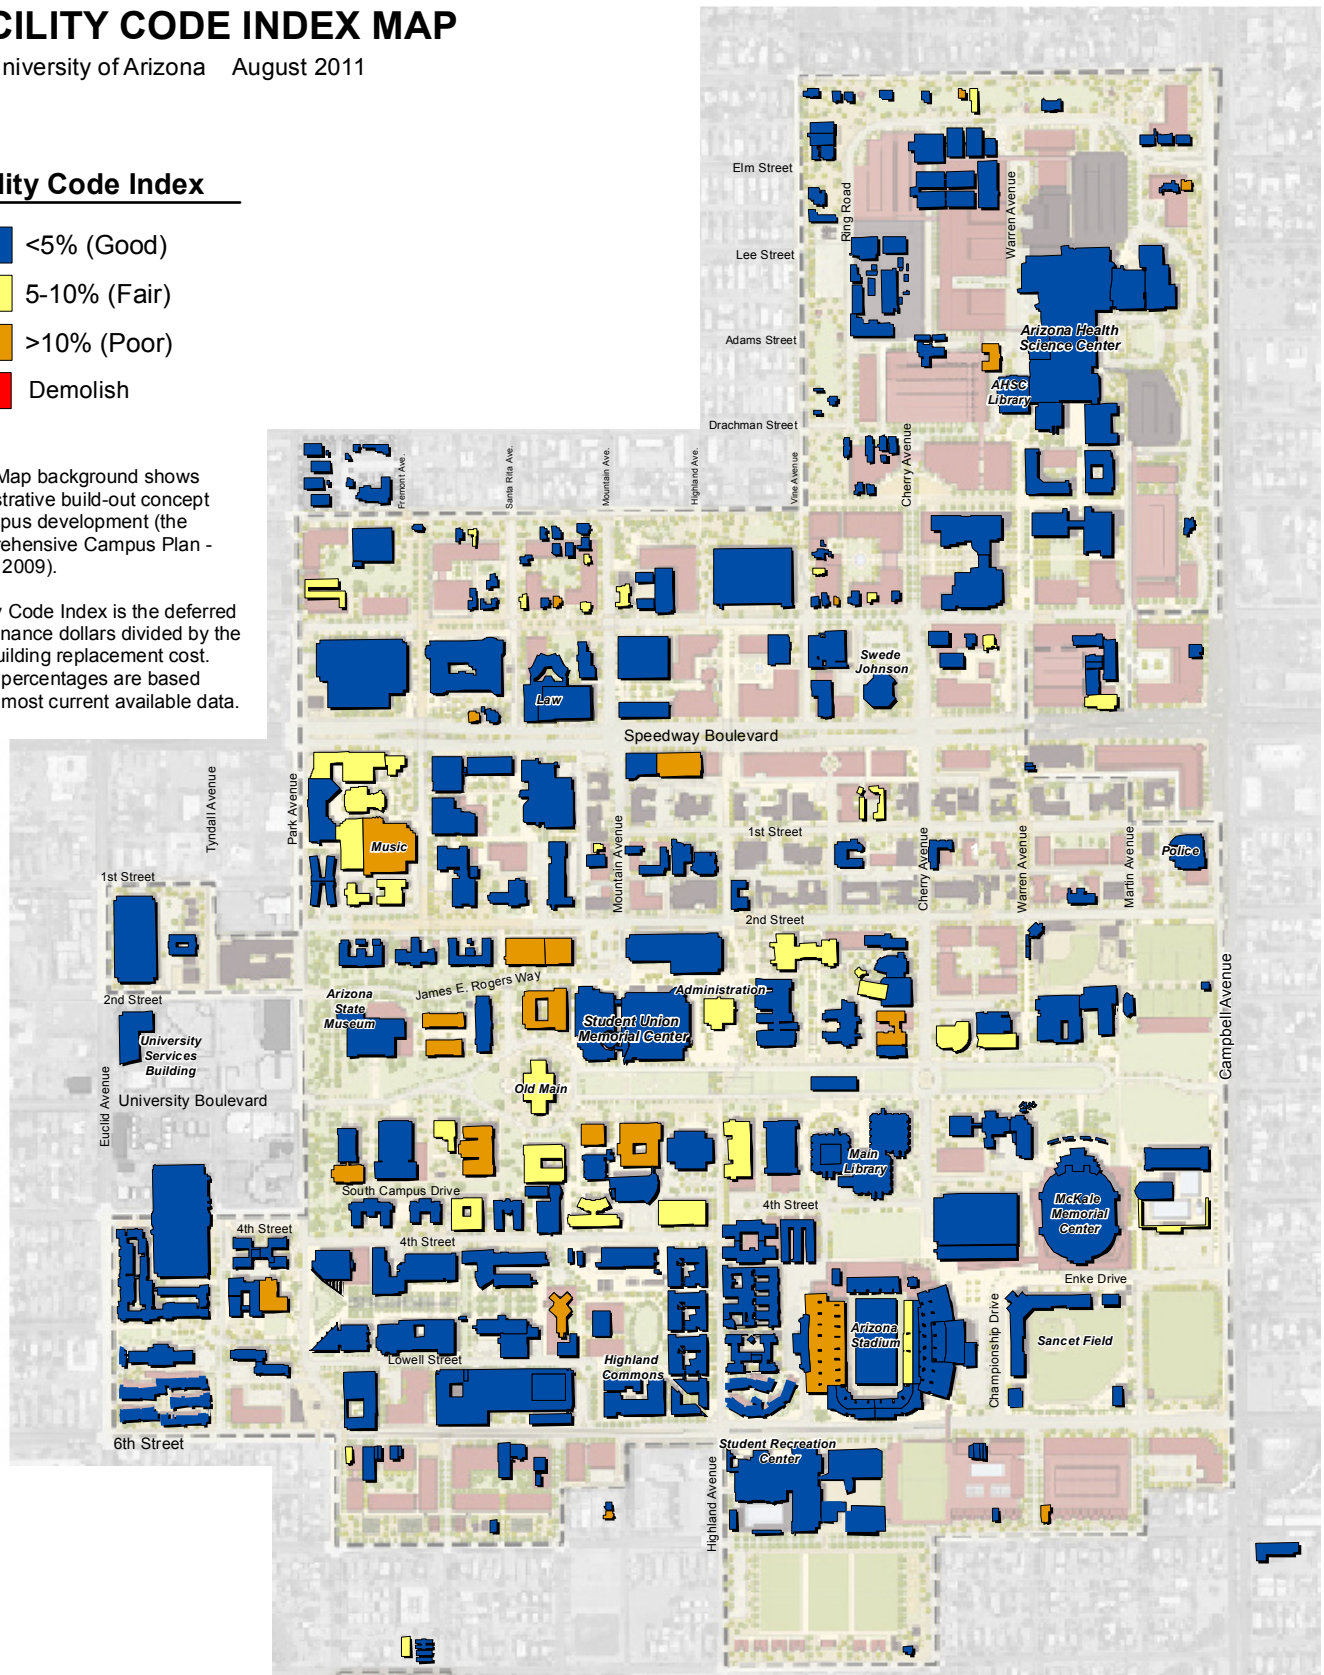 CILITY CODE INDEX MAP
niversity of Arizona August 2011
lity Code Index
<5% (Good)
5-10% (Fair)
>10% (Poor)
Demolish
Map background shows
strative build-out concept
pus development (the
rehensive Campus Plan -
2009).
y Code Index is the deferred
nance dollars divided by the
uilding replacement cost.
percentages are based
most current available data.
Elm Street
Ring Road
Warren Avenue
Lee Street
Adams Street
Arizona Health
Science Center
AHSC
Library
Drachman Street
Fremont Ave.
Santa Rita Ave.
Mountain Ave.
Highland Ave.
Vine Avenue
Cherry Avenue
Swede
Johnson
Law
Speedway Boulevard
Tyndall Avenue
Park Avenue
Music
Mountain Avenue
1st Street
Cherry Avenue
Warren Avenue
Martin Avenue
Police
1st Street
2nd Street
James E. Rogers Way
Arizona
State
Museum
Administration
Student Union
Memorial Center
Campbell Avenue
2nd Street
University
Services
Building
Euclid Avenue
University Boulevard
Old Main
Main
Library
South Campus Drive
4th Street
McKale
Memorial
Center
4th Street
4th Street
Enke Drive
Arizona
Stadium
Championship Drive
Sancet Field
Lowell Street
Highland
Commons
6th Street
Student Recreation
Center
Highland Avenue